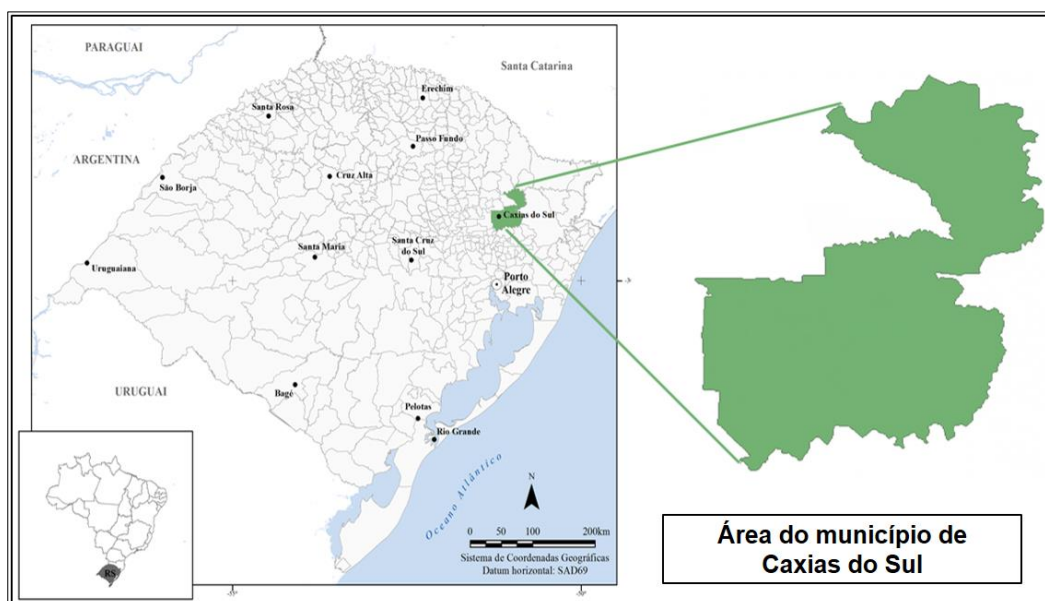 PARAGUAI
Santa Catarina
Erechim
Santa Rosa
Passo Fundo
ARGENTINA
Cruz Alta
São Borja
Caxias do Sul
Santa Maria
Santa Cruz
do Sul
Uruguaiana
Porto
Alegre
URUGUAI
Bagé
Pelotas
Rio Grande
Oceano Atlântico
N
0 50 100 200km
Sistema de Coordenadas Geográficas
Datum horizontal: SAD69
RS
Área do município de
Caxias do Sul